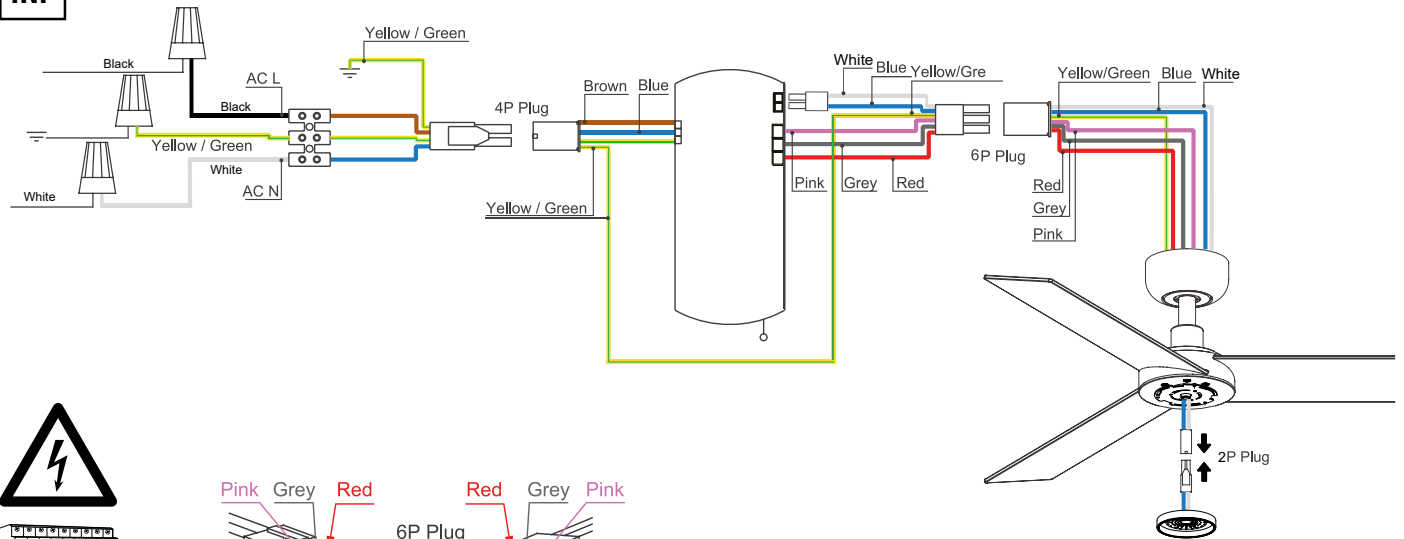 Yellow / Green
Black
AC L
Black
Yellow / Green
White
White
AC N
4P Plug
Brown
Blue
Yellow / Green
White
Blue
Yellow/Gre
Pink
Grey
Red
6P Plug
Yellow/Green
Blue
White
Red
Grey
Pink
2P Plug
Pink
Grey
Red
6P Plug
Red
Grey
Pink